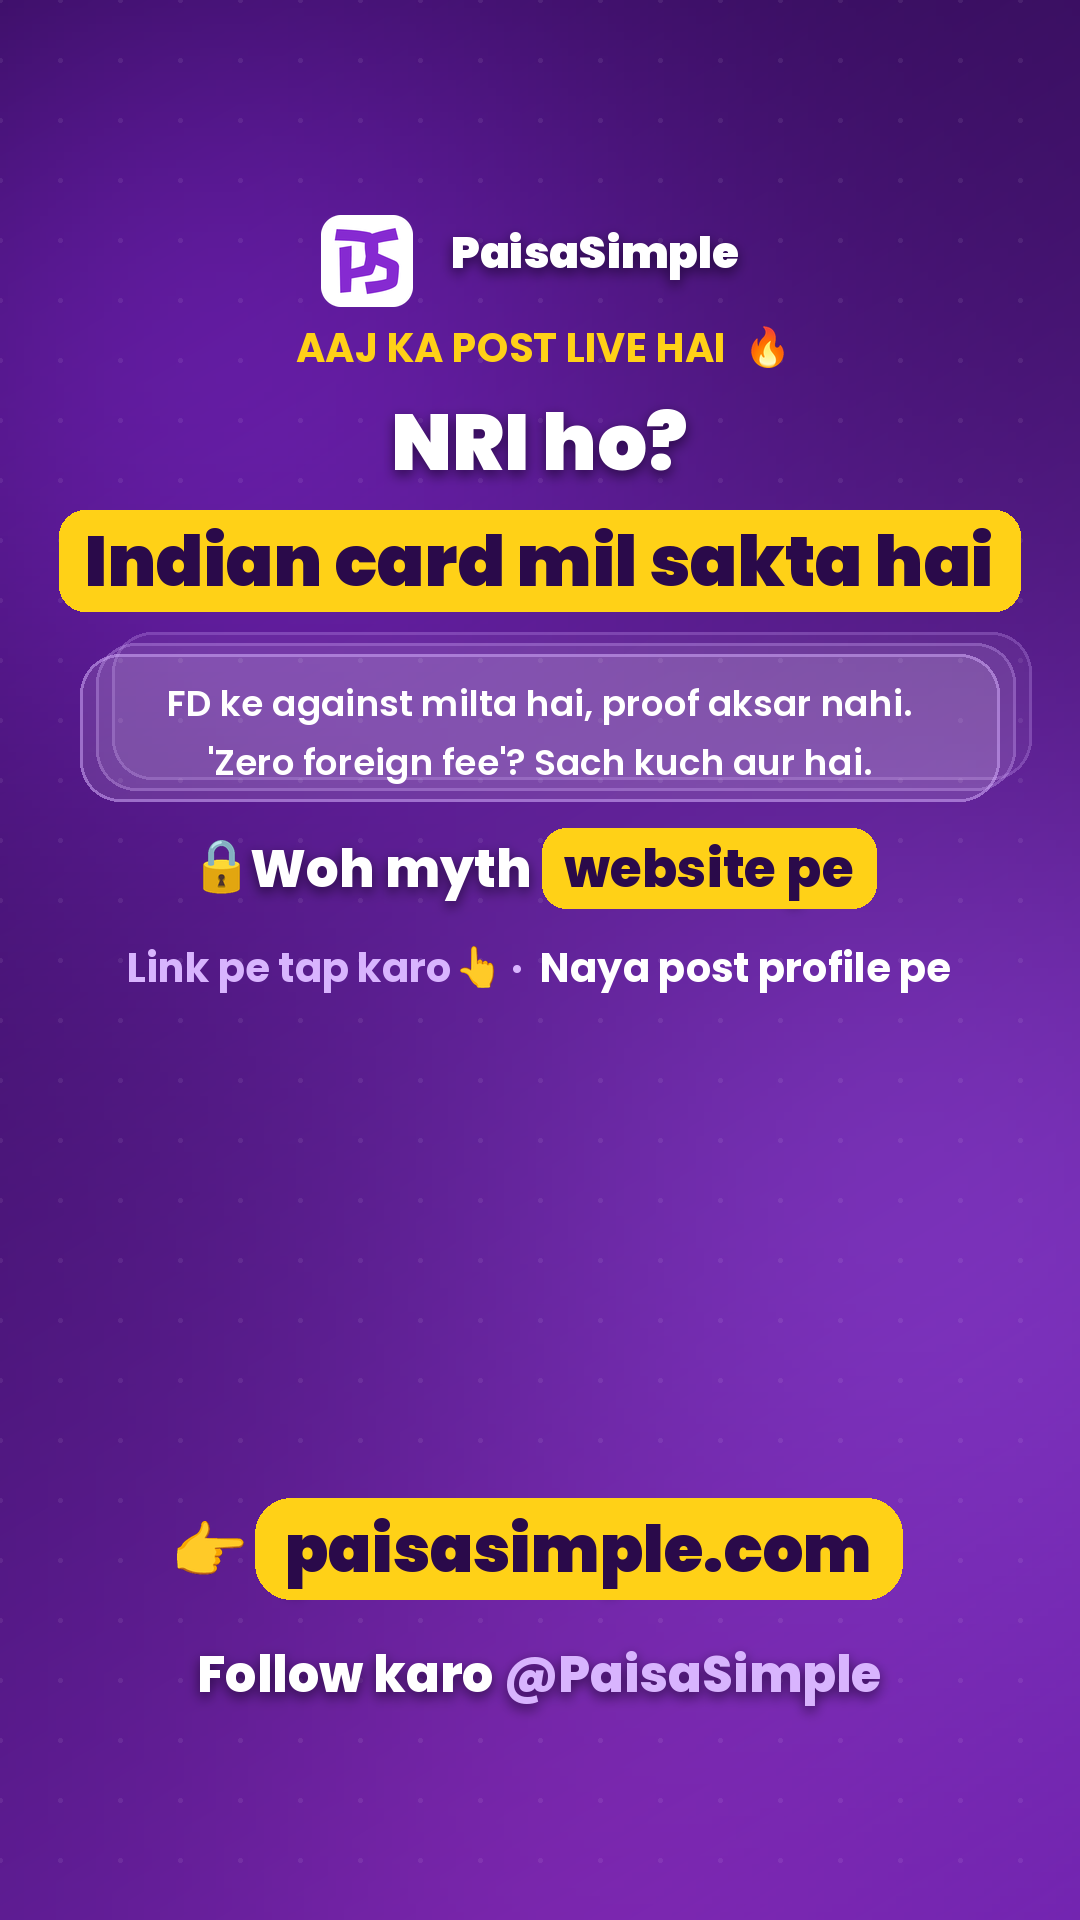 PS PaisaSimple
AAJ KA POST LIVE HAI 🔥
NRI ho?
Indian card mil sakta hai
FD ke against milta hai, proof aksar nahi.
'Zero foreign fee'? Sach kuch aur hai.
🔒Woh myth website pe
Link pe tap karo👆 · Naya post profile pe
👉 paisasimple.com
Follow karo @PaisaSimple